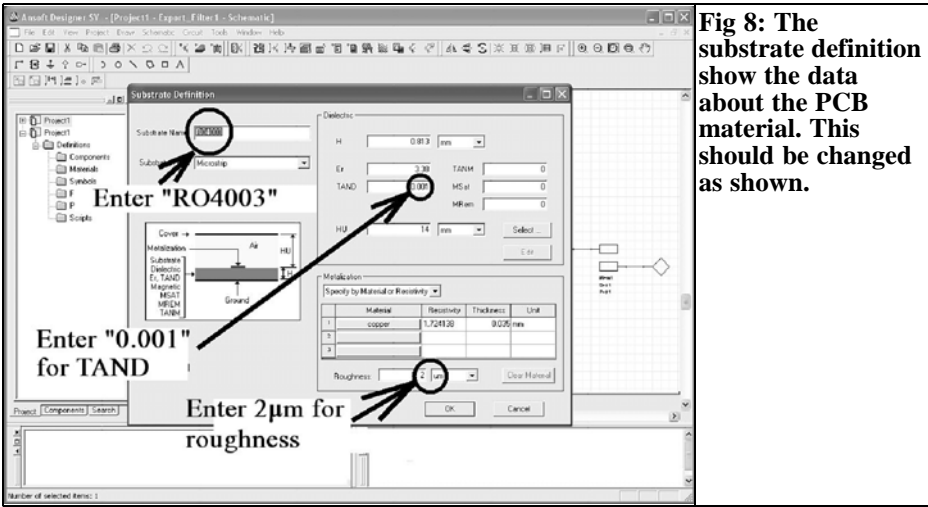 Ansoft Designer SV - [Project1 - Export_Filter1 - Schematic]
File Edit View Project Draw Schematic Circuit Tools Window Help
Project1
Project1
Definitions
Components
Materials
Symbols
F
P
Scripts
Project Components Search
Substrate Definition
Substrate Name
Microstrip
Enter "RO4003"
Cover
Metalization
Air
HU
Substrate
Dielectric
Er, TAND
H
Magnetic
MSAT
MREM
TANM
Ground
Enter "0.001"
for TAND
Dielectric
H 0.813 mm
Er 3.38 TANM 0
TAND 0.001 MSat 0
MRem 0
HU 14 mm Select ...
Edit
Metalization
Specify by Material or Resistivity
Material Resistivity Thickness Unit
1 copper 1.724138 0.035 mm
2
3
Roughness 2 um Clear Material
OK Cancel
Enter 2µm for
roughness
Number of selected items: 1
Fig 8: The
substrate definition
show the data
about the PCB
material. This
should be changed
as shown.